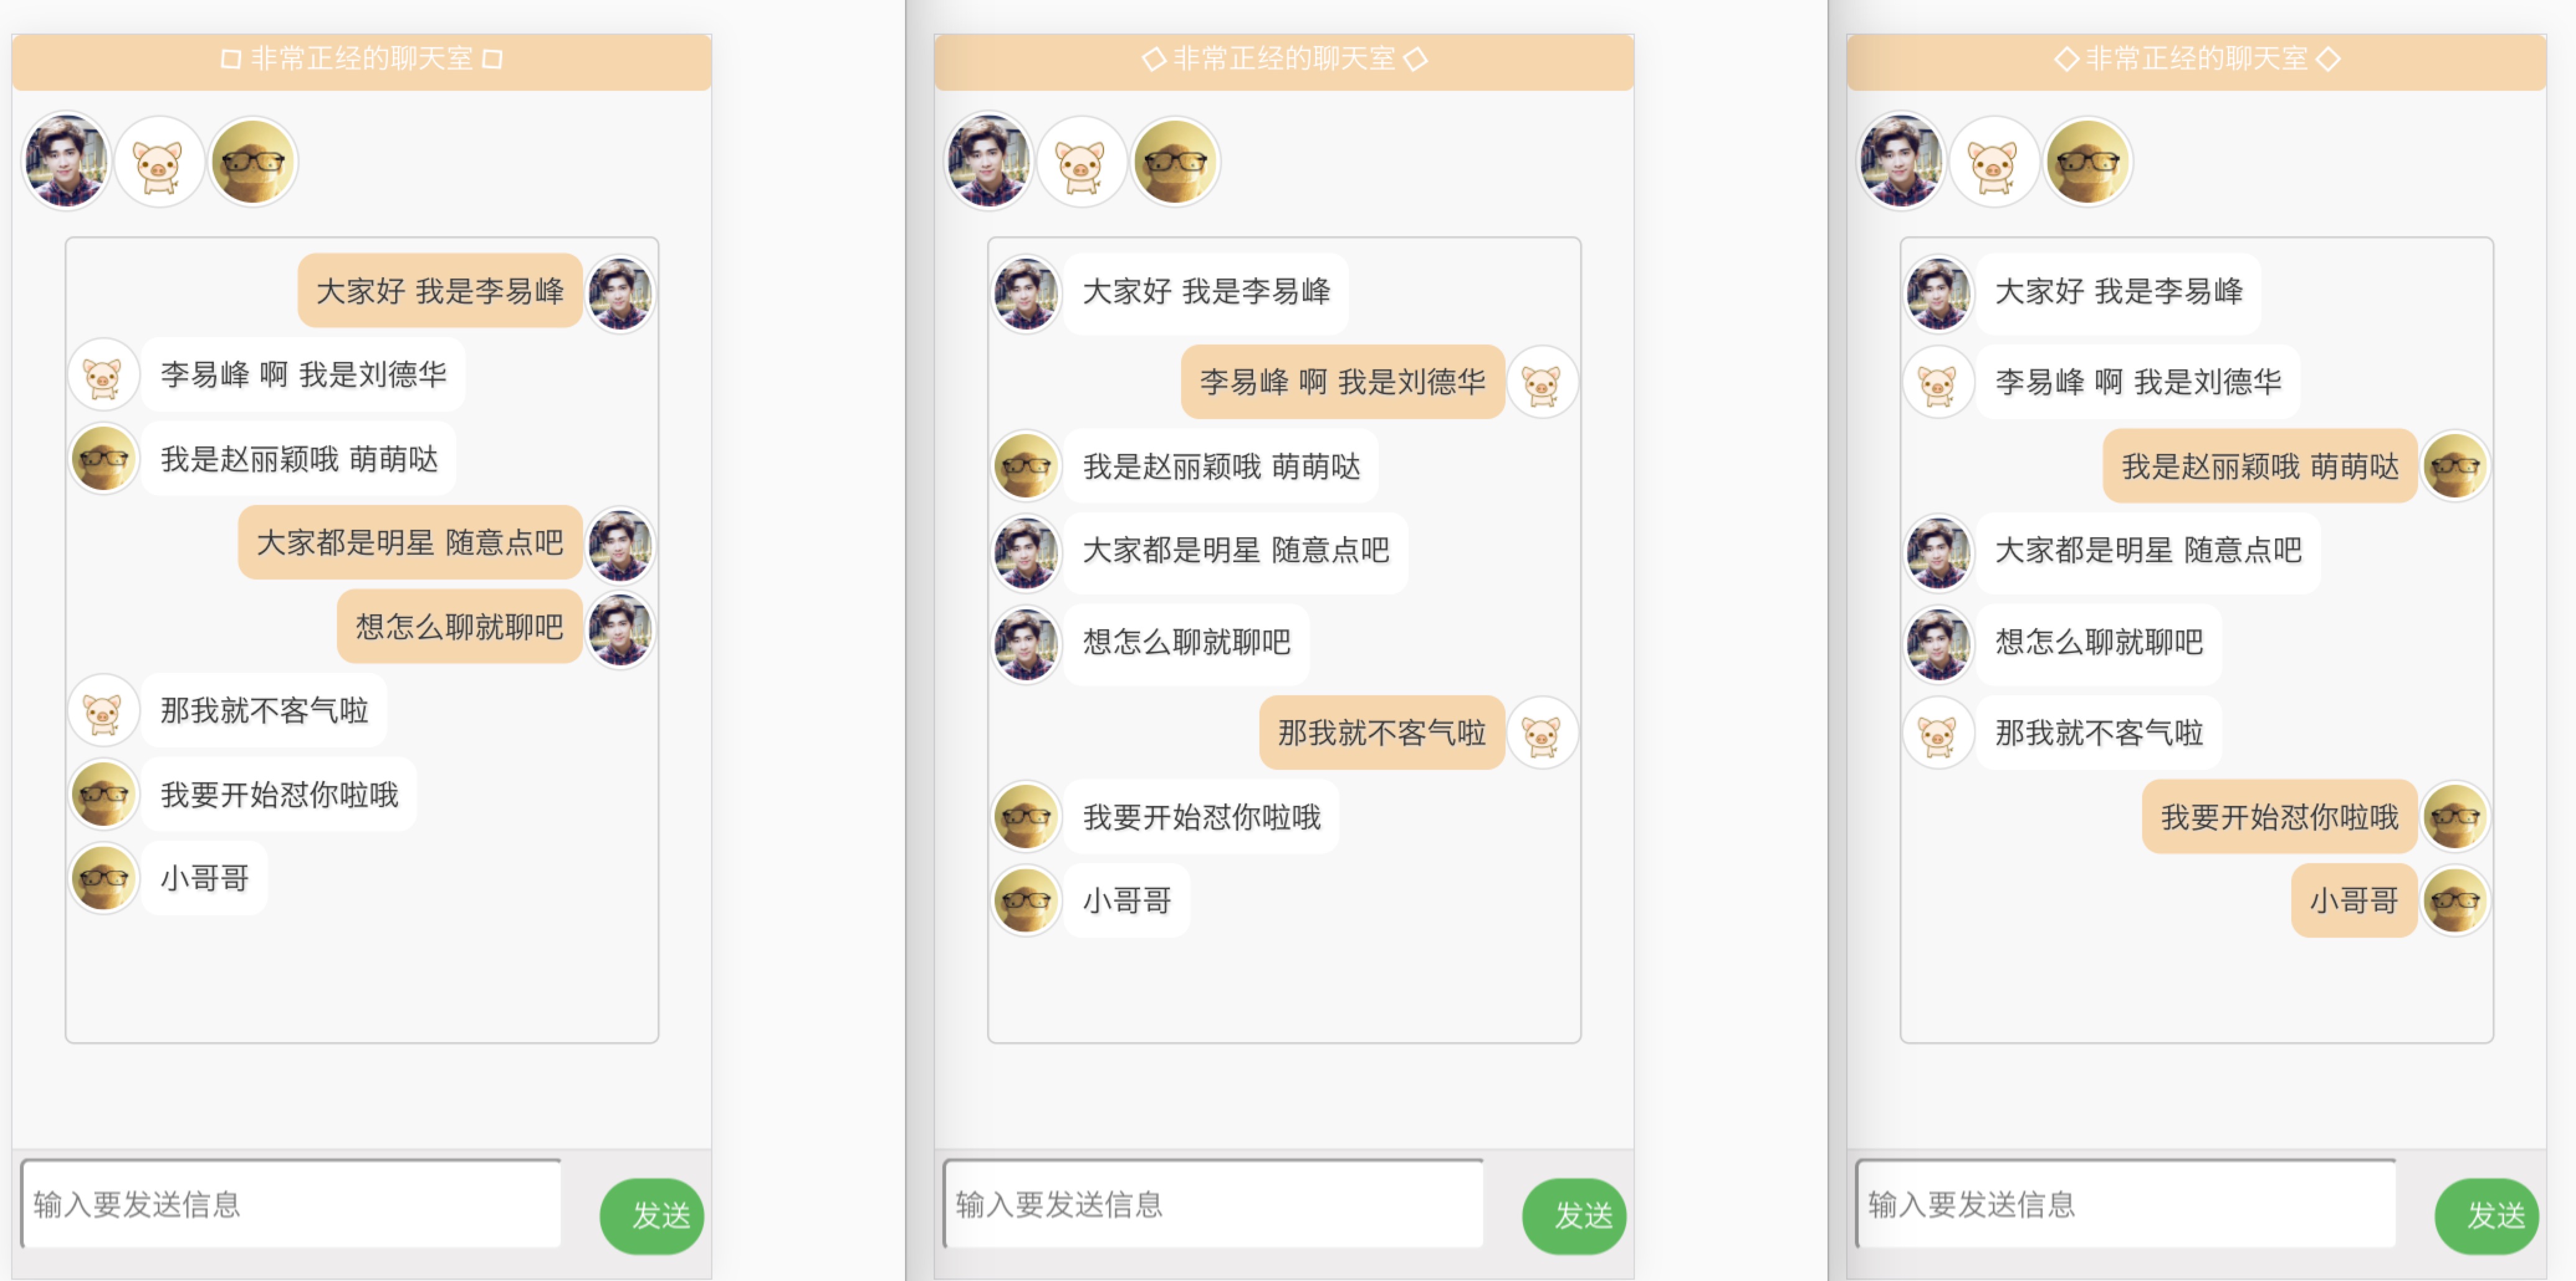 非常正经的聊天室
大家好 我是李易峰
李易峰 啊 我是刘德华
我是赵丽颖哦 萌萌哒
大家都是明星 随意点吧
想怎么聊就聊吧
那我就不客气啦
我要开始怼你啦哦
小哥哥
输入要发送信息
发送
非常正经的聊天室
大家好 我是李易峰
李易峰 啊 我是刘德华
我是赵丽颖哦 萌萌哒
大家都是明星 随意点吧
想怎么聊就聊吧
那我就不客气啦
我要开始怼你啦哦
小哥哥
输入要发送信息
发送
非常正经的聊天室
大家好 我是李易峰
李易峰 啊 我是刘德华
我是赵丽颖哦 萌萌哒
大家都是明星 随意点吧
想怎么聊就聊吧
那我就不客气啦
我要开始怼你啦哦
小哥哥
输入要发送信息
发送